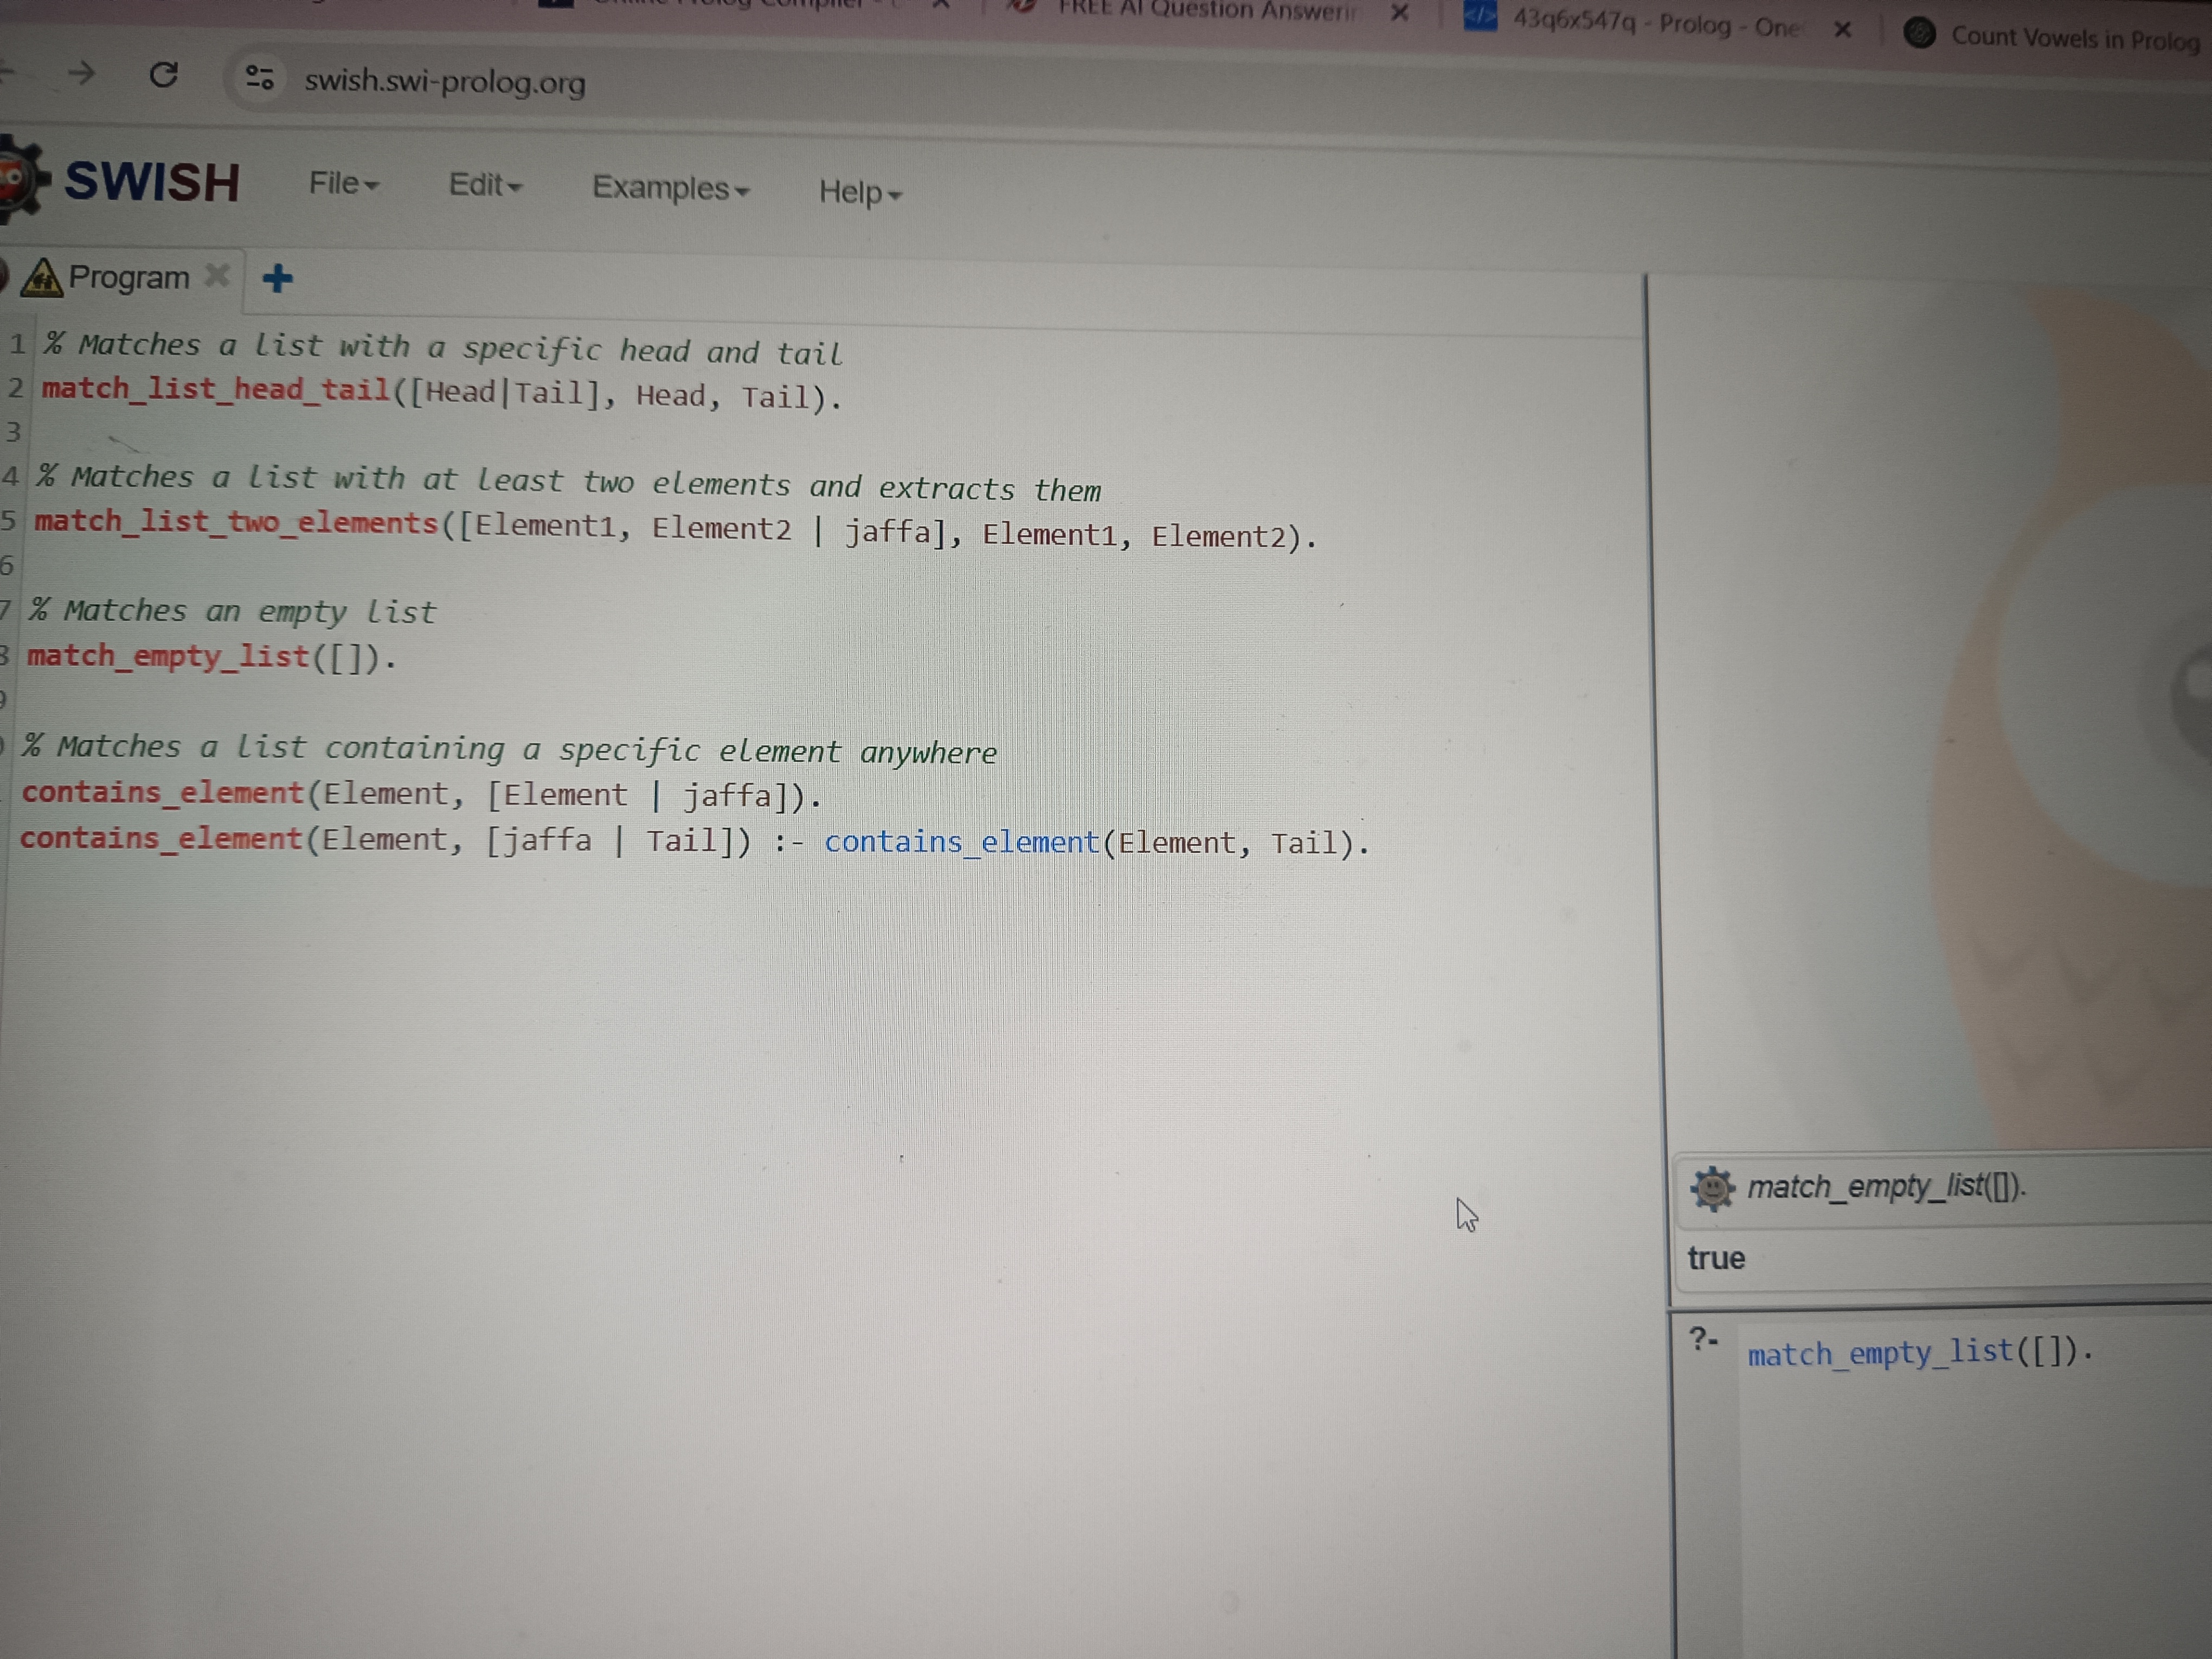 FREE AI Question
43q6x547q - Prolog - One
Count Vowels in Prolog
swish.swi-prolog.org
SWISH File Edit Examples Help
Program
1 % Matches a list with a specific head and tail
2 match_list_head_tail([Head|Tail], Head, Tail).
3
4 % Matches a list with at least two elements and extracts them
5 match_list_two_elements([Element1, Element2 | jaffa], Element1, Element2).
6
7 % Matches an empty list
8 match_empty_list([]).
% Matches a list containing a specific element anywhere
contains_element(Element, [Element | jaffa]).
contains_element(Element, [jaffa | Tail]) :- contains_element(Element, Tail).
match_empty_list([]).
true
?- match_empty_list([]).